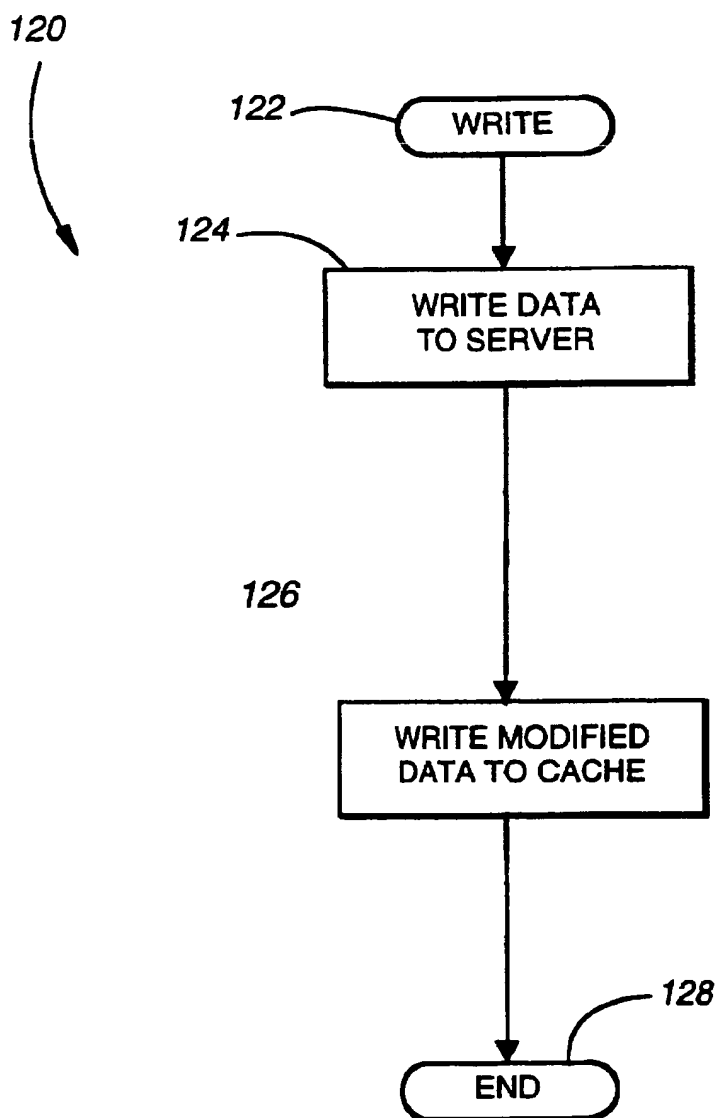 120
122
WRITE
124
WRITE DATA
TO SERVER
126
WRITE MODIFIED
DATA TO CACHE
128
END